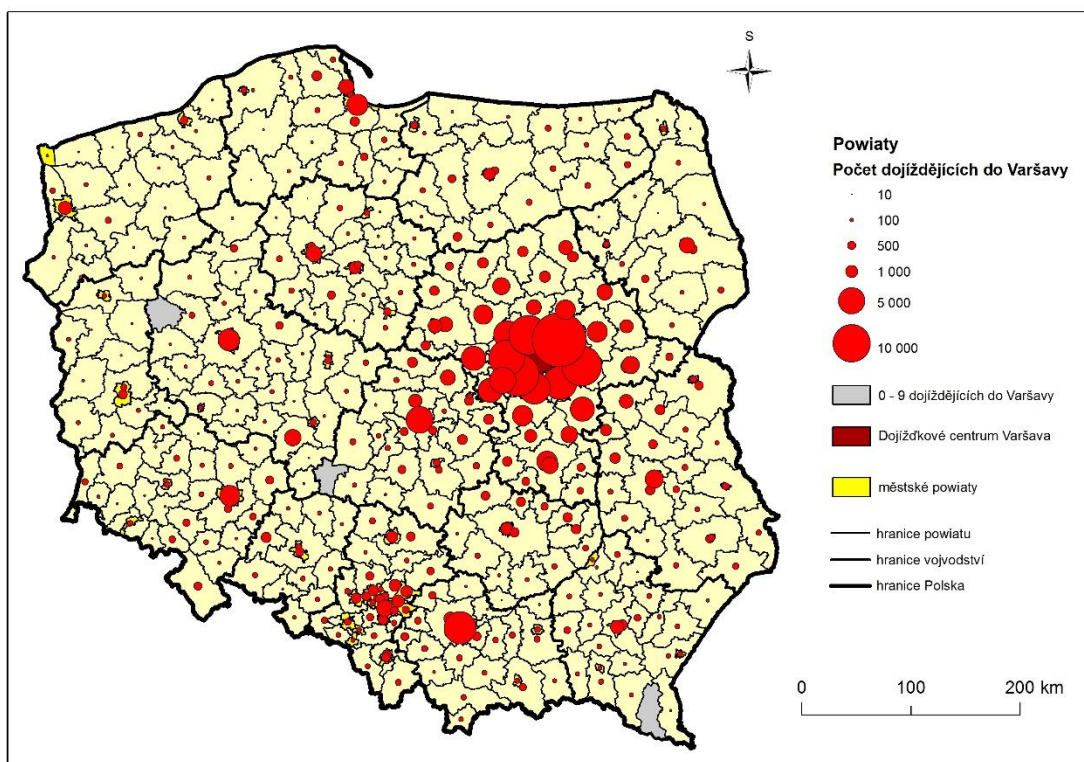 S
Powiaty
Počet dojíždějících do Varšavy
10
100
500
1 000
5 000
10 000
0 - 9 dojíždějících do Varšavy
Dojížďkové centrum Varšava
městské powiaty
hranice powiatu
hranice vojvodství
hranice Polska
0 100 200 km